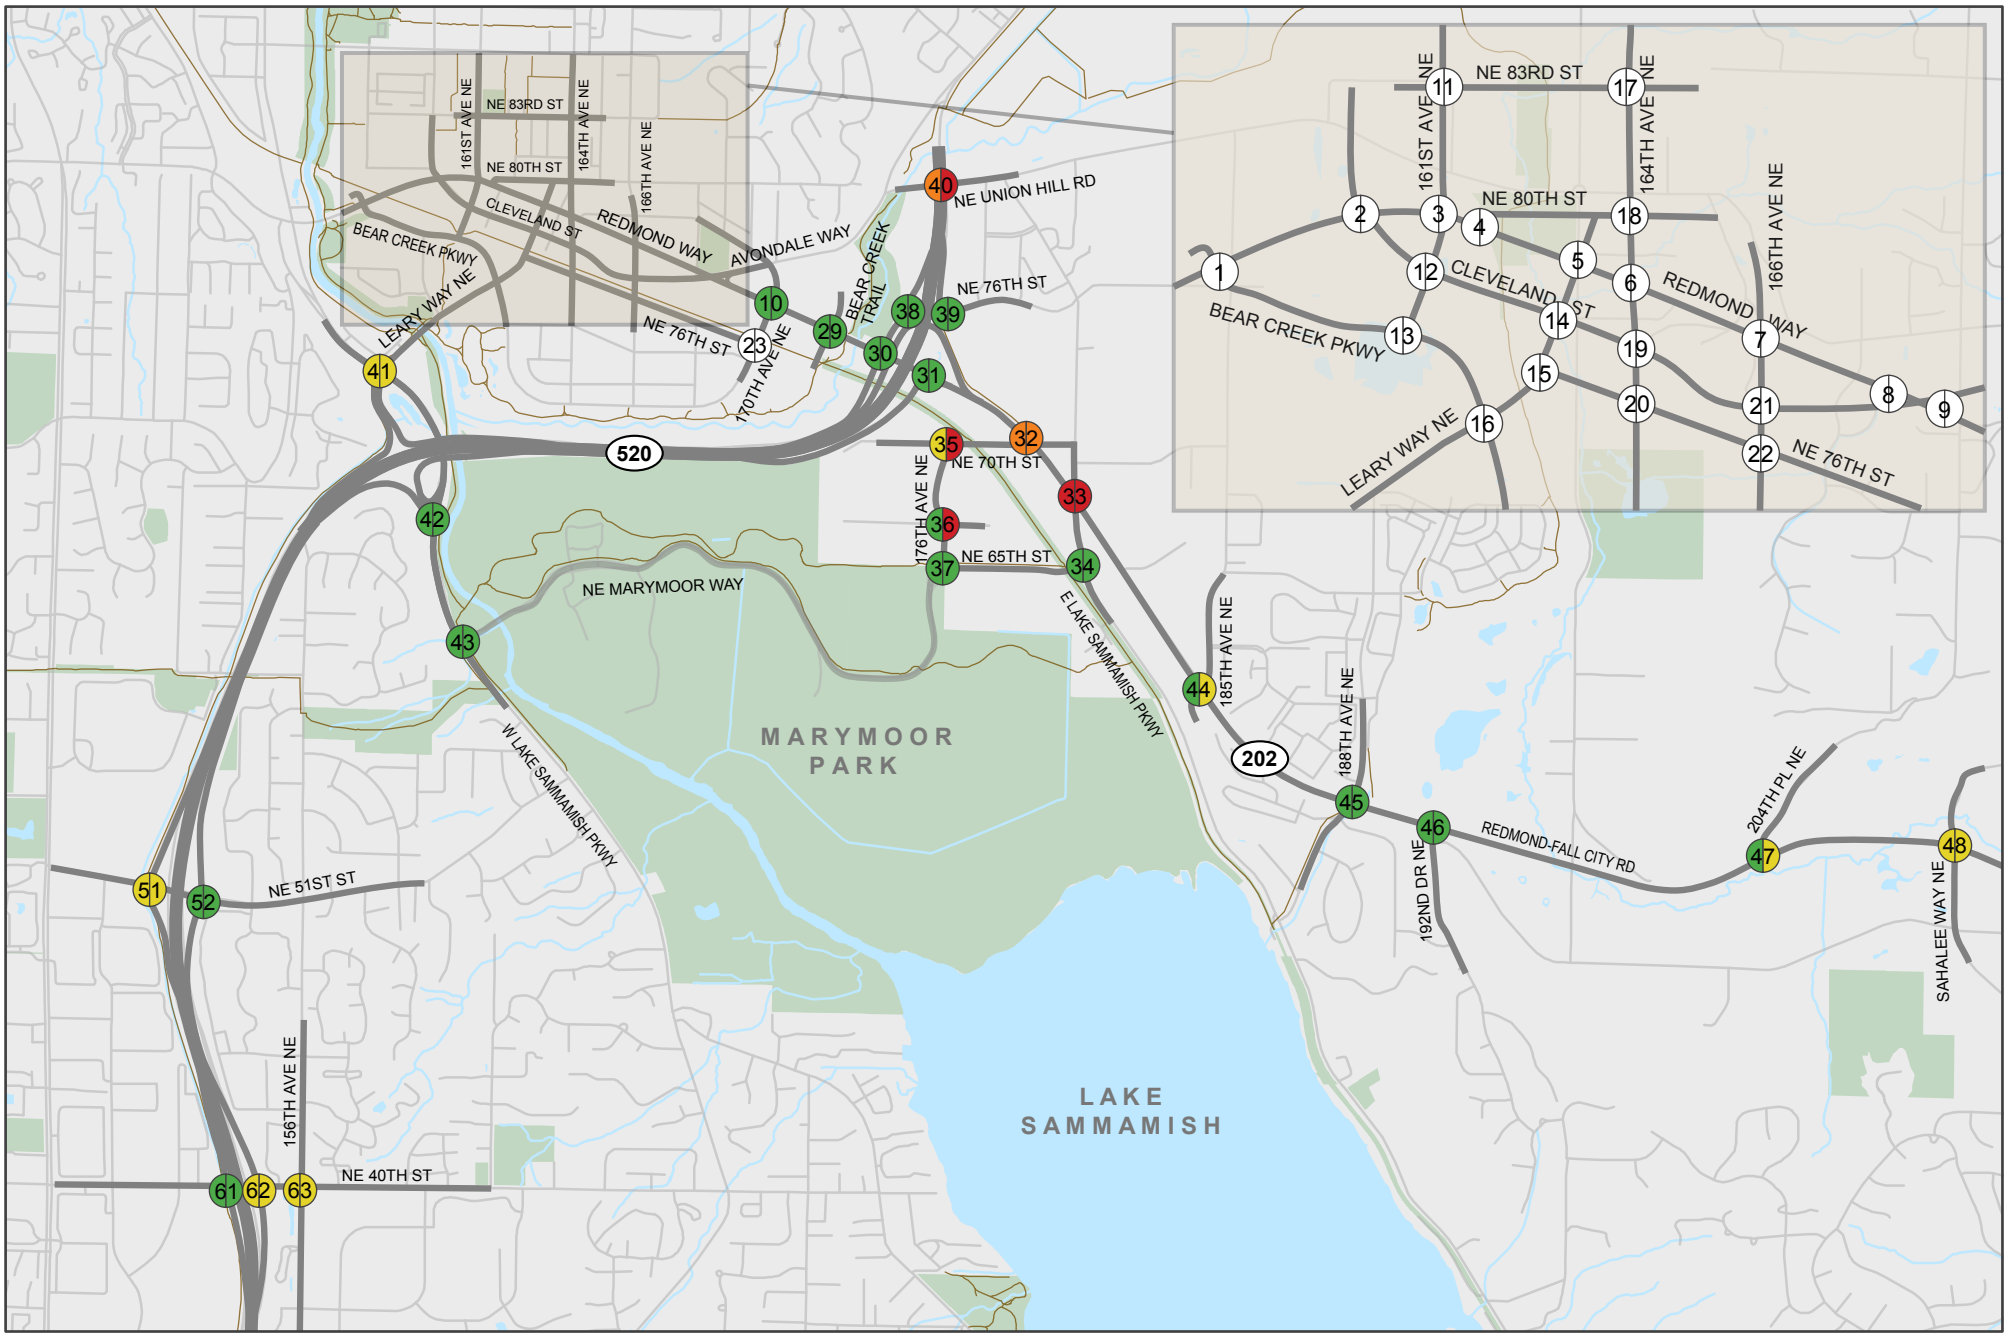 161ST AVE NE
NE 83RD ST
164TH AVE NE
NE 80TH ST
166TH AVE NE
CLEVELAND ST
REDMOND WAY
BEAR CREEK PKWY
AVONDALE WAY
LEARY WAY NE
NE 76TH ST
170TH AVE NE
BEAR CREEK
TRAIL
NE UNION HILL RD
NE 76TH ST
40
10
29
38
39
23
30
31
41
520
35
32
NE 70TH ST
33
176TH AVE NE
36
42
37
NE 65TH ST
34
NE MARYMOOR WAY
43
E LAKE SAMMAMISH PKWY
44
185TH AVE NE
MARYMOOR
PARK
W LAKE SAMMAMISH PKWY
202
188TH AVE NE
45
46
192ND DR NE
REDMOND-FALL CITY RD
204TH PL NE
47
48
SAHALEE WAY NE
51
52
NE 51ST ST
156TH AVE NE
LAKE
SAMMAMISH
61
62
63
NE 40TH ST
161ST AVE NE
11
NE 83RD ST
17
164TH AVE NE
166TH AVE NE
NE 80TH ST
2
3
4
18
1
12
5
6
CLEVELAND ST
REDMOND WAY
BEAR CREEK PKWY
13
14
19
7
15
20
21
8
9
16
22
LEARY WAY NE
NE 76TH ST